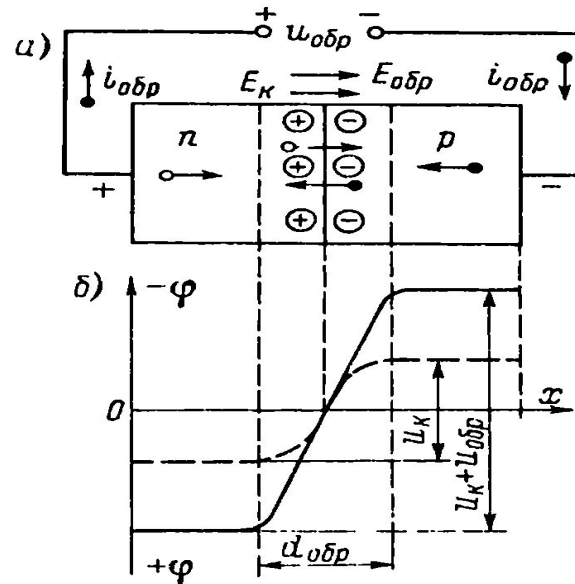 а)
+ uобр −
iобр
Eк
Eобр
iобр
n
p
+ −
+ −
+ −
+ −
+ −
б)
−φ
0
x
uк
uк+uобр
+φ
dобр